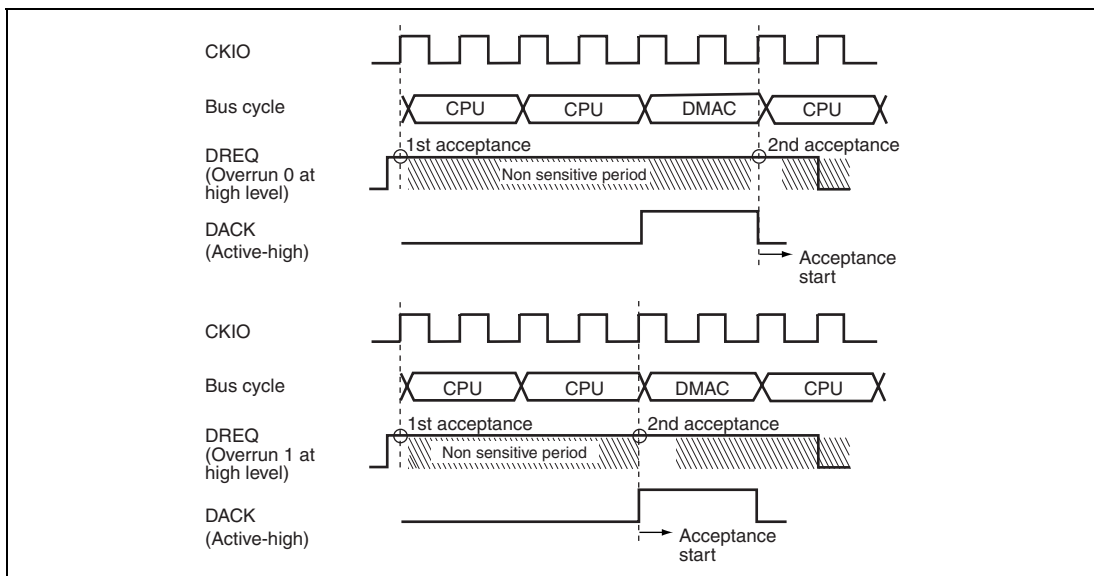 CKIO
Bus cycle
CPU
CPU
DMAC
CPU
DREQ
(Overrun 0 at
high level)
1st acceptance
2nd acceptance
Non sensitive period
DACK
(Active-high)
Acceptance
start
CKIO
Bus cycle
CPU
CPU
DMAC
CPU
DREQ
(Overrun 1 at
high level)
1st acceptance
2nd acceptance
Non sensitive period
DACK
(Active-high)
Acceptance
start